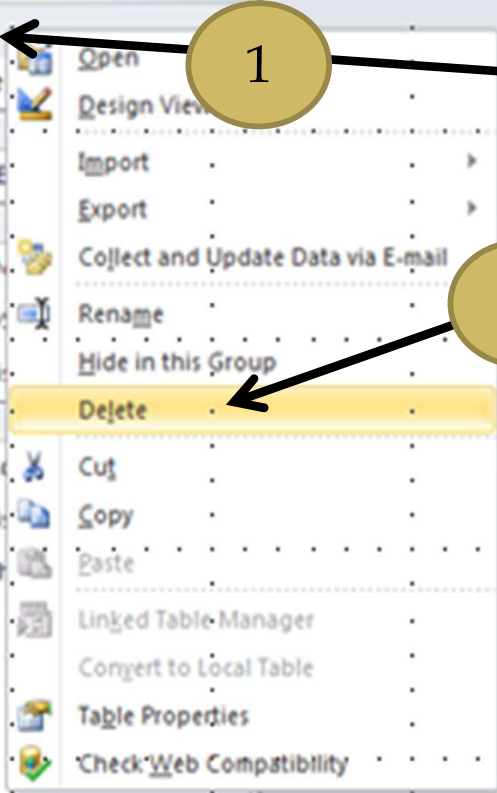 1
Open
Design View
Import
Export
Collect and Update Data via E-mail
Rename
Hide in this Group
Delete
Cut
Copy
Paste
Linked Table Manager
Convert to Local Table
Table Properties
Check Web Compatibility